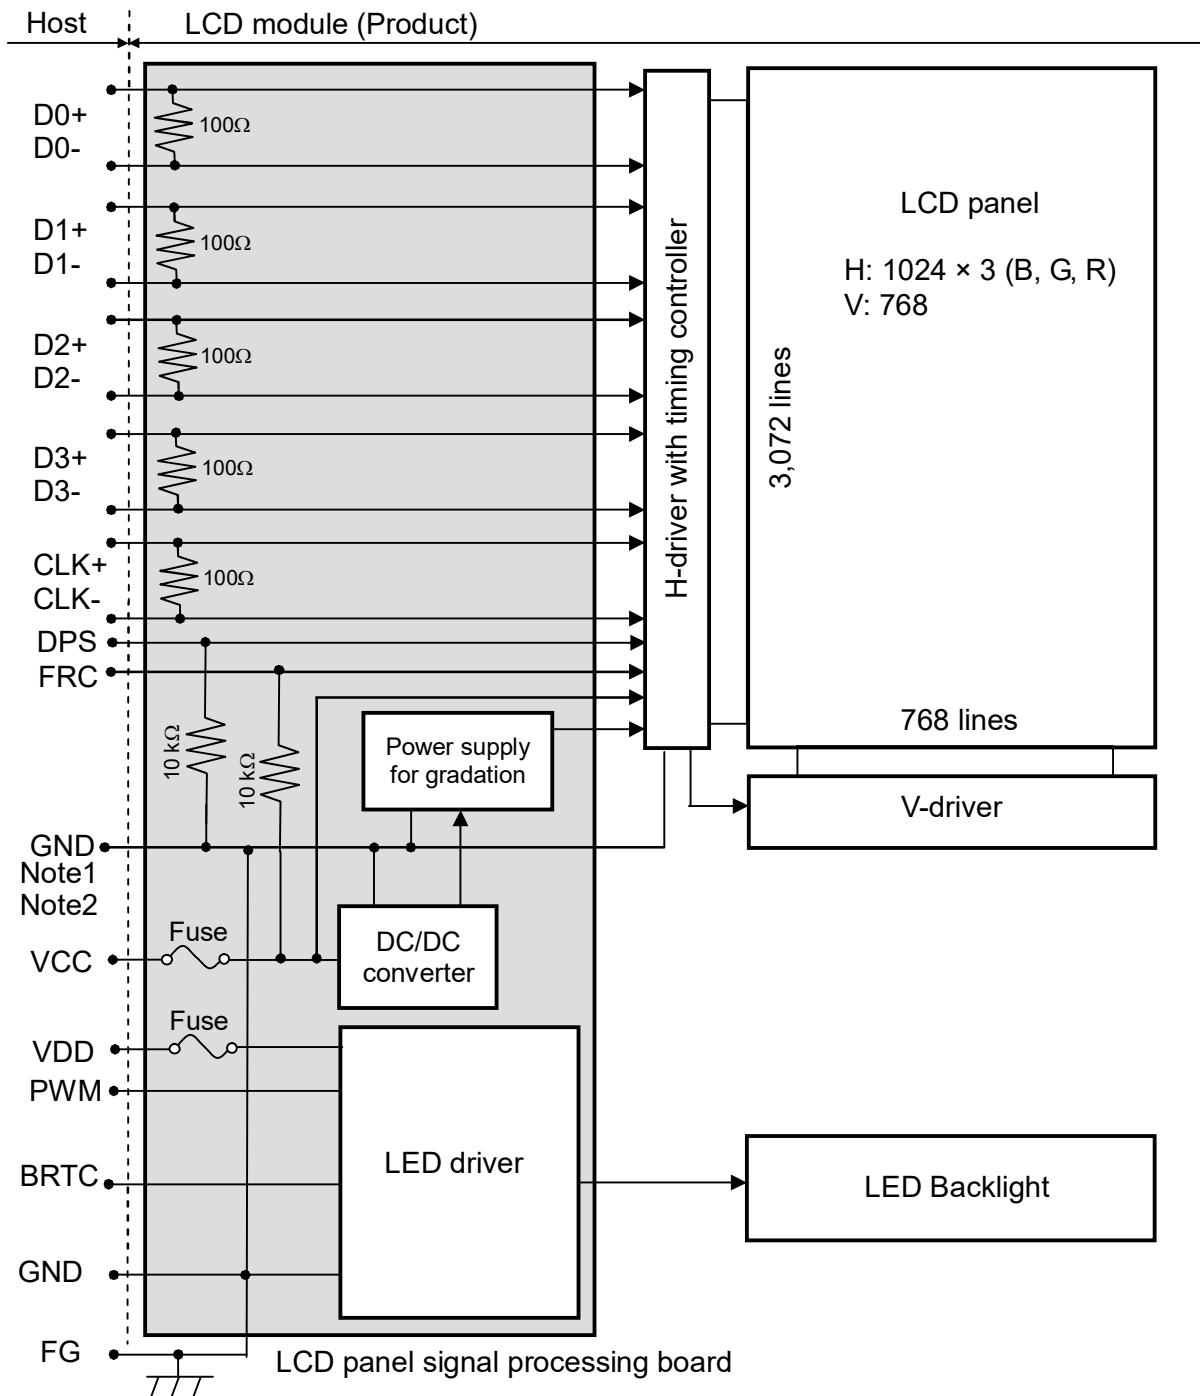 Host
LCD module (Product)
D0+
D0-
100Ω
D1+
D1-
100Ω
D2+
D2-
100Ω
D3+
D3-
100Ω
CLK+
CLK-
100Ω
DPS
FRC
10 kΩ
10 kΩ
GND
Note1
Note2
Fuse
VCC
Fuse
VDD
PWM
BRTC
GND
FG
Power supply
for gradation
DC/DC
converter
LED driver
LCD panel signal processing board
H-driver with timing controller
LCD panel
H: 1024 × 3 (B, G, R)
V: 768
3,072 lines
768 lines
V-driver
LED Backlight